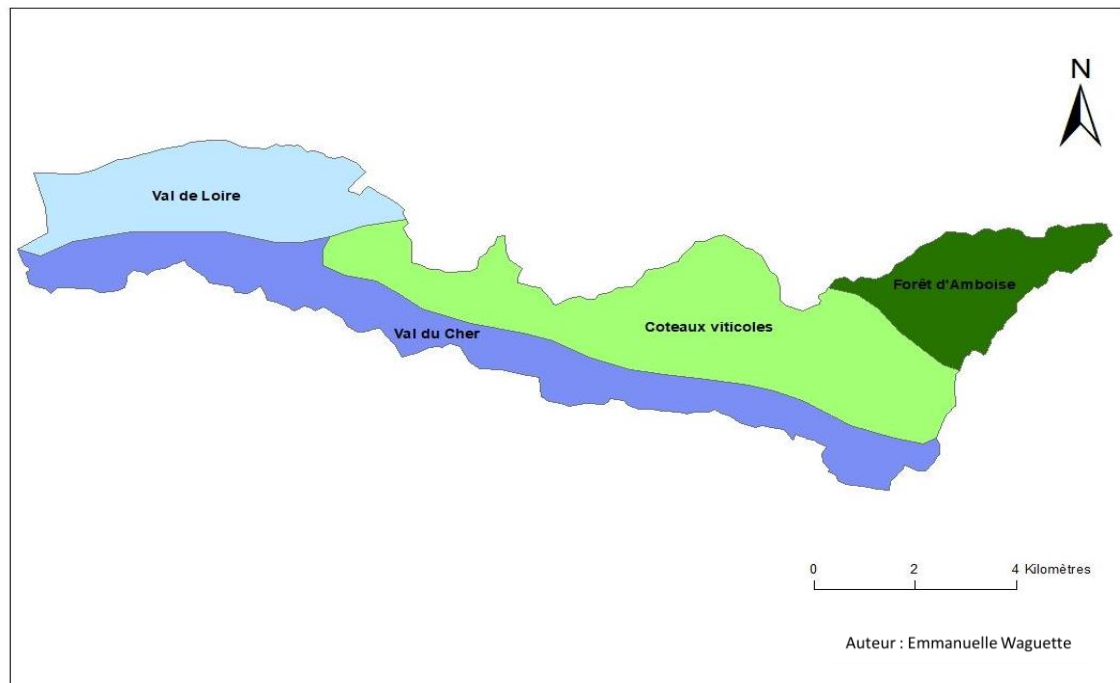 N
Val de Loire
Forêt d'Amboise
Coteaux viticoles
Val du Cher
0 2 4 Kilomètres
Auteur : Emmanuelle Waguette